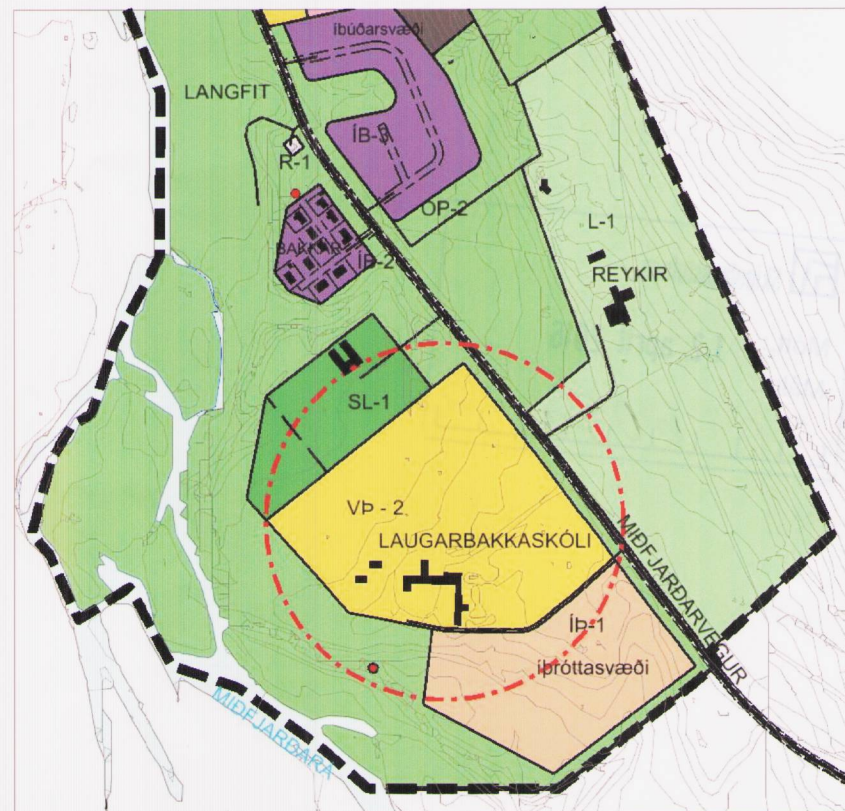 íbúðarsvæði
LANGFIT
ÍB-3
R-1
OP-2
L-1
BAKKAR
ÍB-2
REYKIR
SL-1
VÞ - 2
LAUGARBAKKASKÓLI
MIÐFJARÐARVEGUR
ÍÞ-1
íþróttasvæði
MIÐFJARÐARÁ